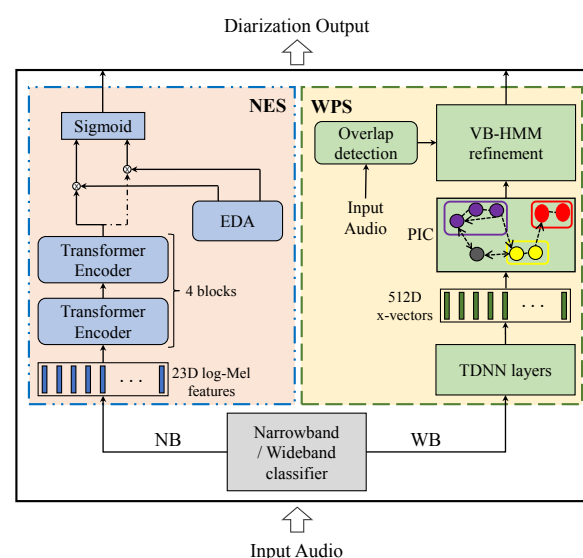 Diarization Output
NES
WPS
Sigmoid
EDA
Transformer
Encoder
Transformer
Encoder
4 blocks
23D log-Mel
features
Overlap
detection
VB-HMM
refinement
Input
Audio
PIC
512D
x-vectors
TDNN layers
NB
Narrowband
/ Wideband
classifier
WB
Input Audio